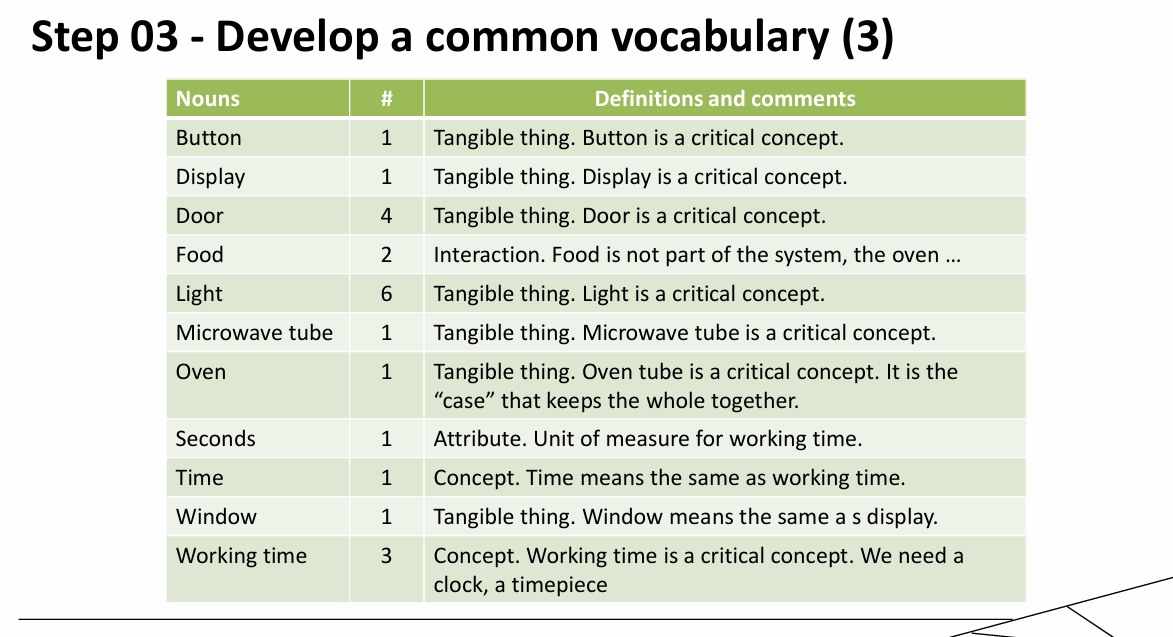 Step 03 - Develop a common vocabulary (3)
Nouns # Definitions and comments
Button 1 Tangible thing. Button is a critical concept.
Display 1 Tangible thing. Display is a critical concept.
Door 4 Tangible thing. Door is a critical concept.
Food 2 Interaction. Food is not part of the system, the oven …
Light 6 Tangible thing. Light is a critical concept.
Microwave tube 1 Tangible thing. Microwave tube is a critical concept.
Oven 1 Tangible thing. Oven tube is a critical concept. It is the
“case” that keeps the whole together.
Seconds 1 Attribute. Unit of measure for working time.
Time 1 Concept. Time means the same as working time.
Window 1 Tangible thing. Window means the same a s display.
Working time 3 Concept. Working time is a critical concept. We need a
clock, a timepiece